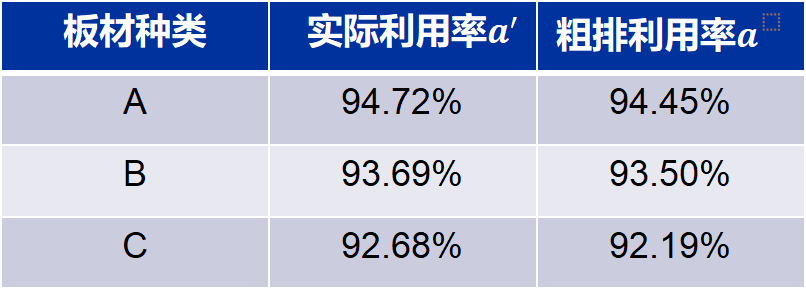 板材种类 实际利用率a′ 粗排利用率a
A 94.72% 94.45%
B 93.69% 93.50%
C 92.68% 92.19%